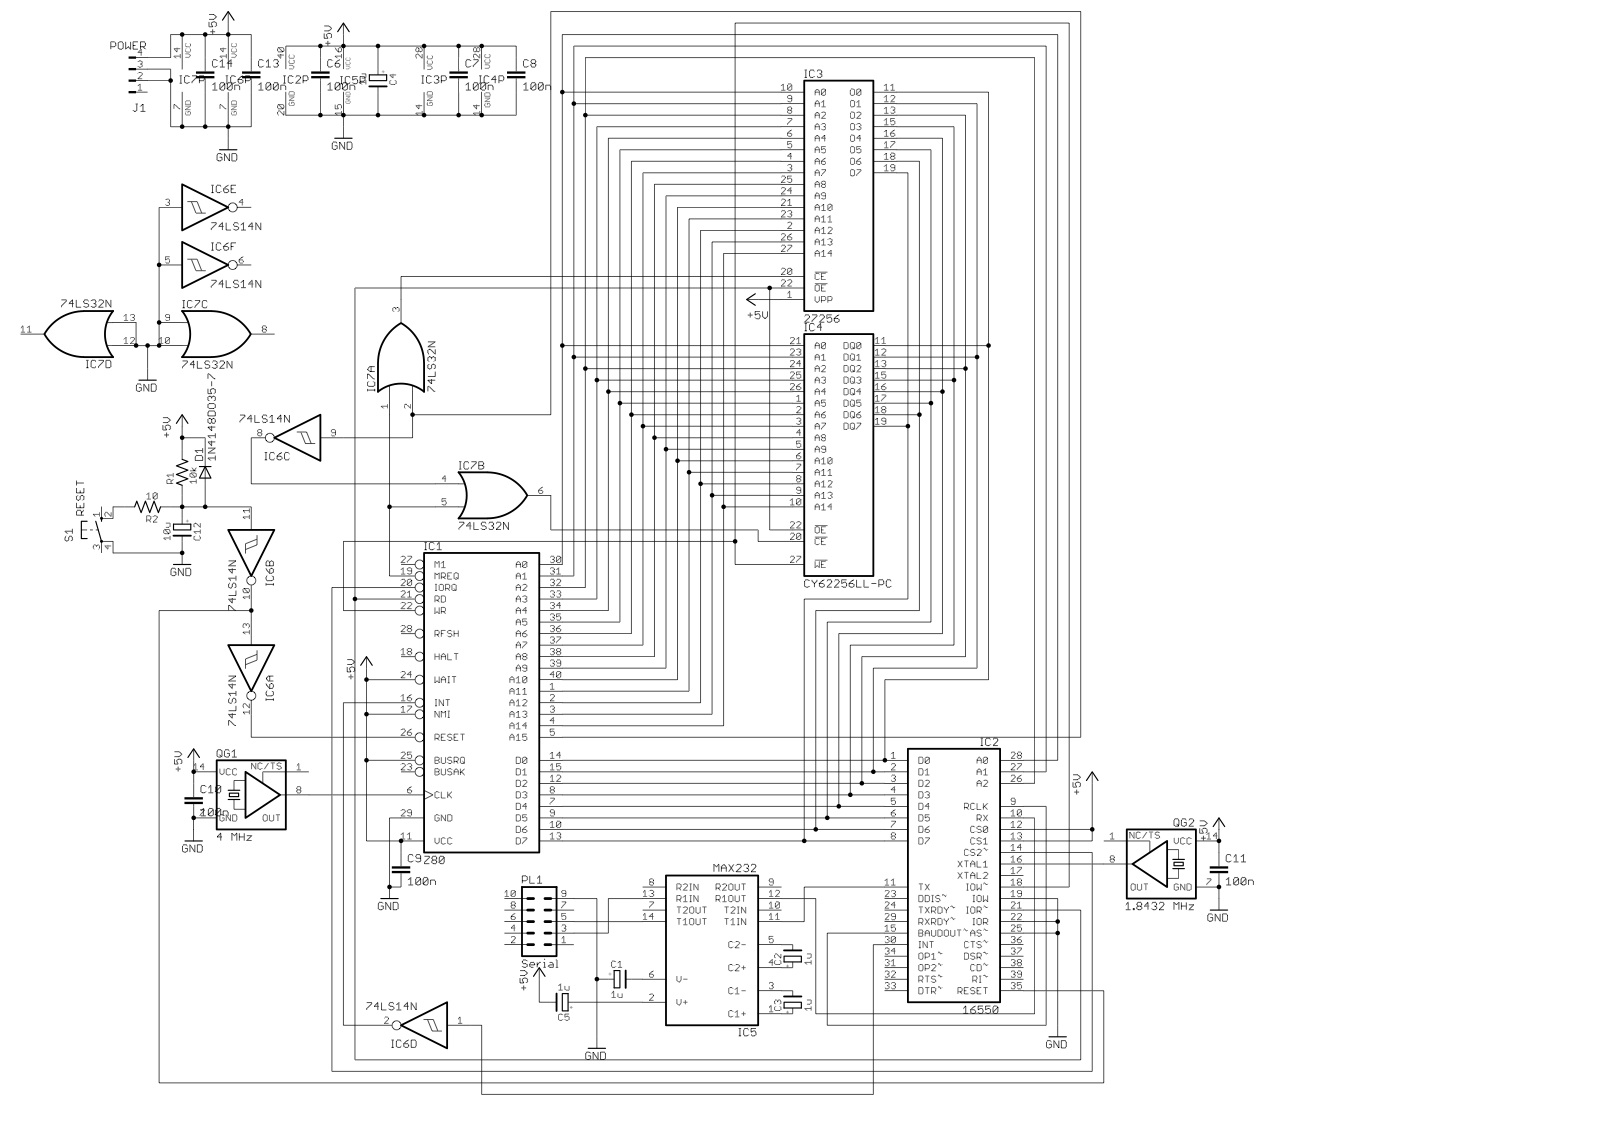 POWER
4
3
2
1
J1
+5V
14
VCC
IC7P
7
GND
C14
100n
14
VCC
IC6P
7
GND
C13
100n
GND
+5V
40
VCC
IC2P
20
GND
C6
100n
16
VCC
IC5P
15
GND
C4
28
VCC
IC3P
14
GND
C7
100n
28
VCC
IC4P
14
GND
C8
100n
GND
IC6E
3
4
74LS14N
IC6F
5
6
74LS14N
74LS32N
11
13
12
IC7D
IC7C
9
10
8
74LS32N
GND
+5V
R1
10k
D1
1N4148DO35-7
S1
RESET
1
2
3
4
10
R2
10u
C12
GND
11
IC6B
74LS14N
10
13
IC6A
74LS14N
12
74LS14N
8
9
IC6C
3
IC7A
74LS32N
1
2
IC7B
4
5
6
74LS32N
IC3
10 A0 O0 11
9 A1 O1 12
8 A2 O2 13
7 A3 O3 15
6 A4 O4 16
5 A5 O5 17
4 A6 O6 18
3 A7 O7 19
25 A8
24 A9
21 A10
23 A11
2 A12
26 A13
27 A14
20 CE
22 OE
1 VPP
+5V
27256
IC4
21 A0 DQ0 11
23 A1 DQ1 12
24 A2 DQ2 13
25 A3 DQ3 15
26 A4 DQ4 16
1 A5 DQ5 17
2 A6 DQ6 18
3 A7 DQ7 19
4 A8
5 A9
6 A10
7 A11
8 A12
9 A13
10 A14
22 OE
20 CE
27 WE
CY62256LL-PC
IC1
27 M1 A0 30
19 MREQ A1 31
20 IORQ A2 32
21 RD A3 33
22 WR A4 34
A5 35
28 RFSH A6 36
A7 37
18 HALT A8 38
A9 39
24 WAIT A10 40
A11 1
16 INT A12 2
17 NMI A13 3
A14 4
26 RESET A15 5
25 BUSRQ D0 14
23 BUSAK D1 15
D2 12
6 CLK D3 8
D4 7
29 GND D5 9
D6 10
11 VCC D7 13
Z80
+5V
C9
100n
GND
+5V
QG1
14 VCC NC/TS 1
8
GND OUT
7
C10
100n
4 MHz
GND
IC2
1 D0 A0 28
2 D1 A1 27
3 D2 A2 26
4 D3
5 D4 RCLK 9
6 D5 RX 10
7 D6 CS0 12
8 D7 CS1 13
CS2~ 14
XTAL1 16
XTAL2 17
11 TX IOW~ 18
23 DDIS~ IOW 19
24 TXRDY~ IOR~ 21
29 RXRDY~ IOR 22
15 BAUDOUT~ AS~ 25
30 INT CTS~ 36
34 OP1~ DSR~ 37
31 OP2~ CD~ 38
32 RTS~ RI~ 39
33 DTR~ RESET 35
16550
+5V
GND
QG2
+5V
1 NC/TS VCC 14
8
OUT GND 7
C11
100n
1.8432 MHz
GND
MAX232
8 R2IN R2OUT 9
13 R1IN R1OUT 12
7 T2OUT T2IN 10
14 T1OUT T1IN 11
C2- 5
C2+ 4
6 V- C1- 3
2 V+ C1+ 1
IC5
C2
1u
C3
1u
PL1
10 9
8 7
6 5
4 3
2 1
Serial
+5V
C1
1u
1u
C5
GND
74LS14N
2
1
IC6D